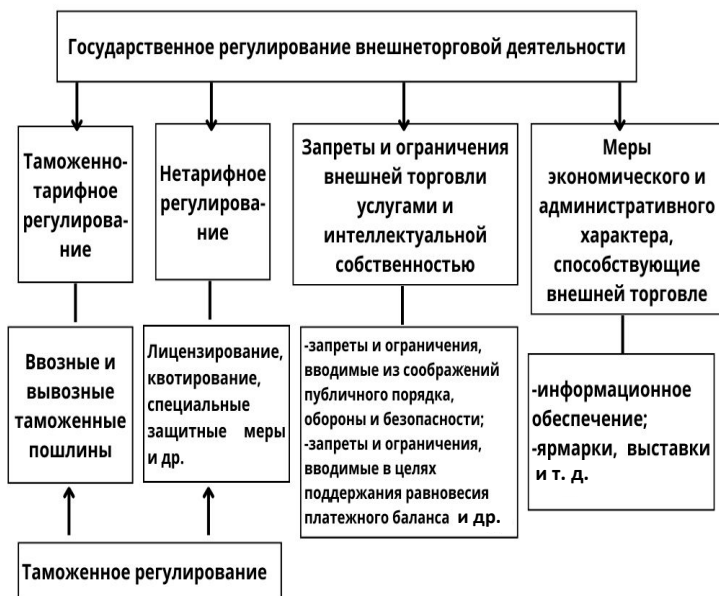 Государственное регулирование внешнеторговой деятельности
Таможенно-
тарифное
регулирова-
ние
Нетарифное
регулирова-
ние
Запреты и ограничения
внешней торговли
услугами и
интеллектуальной
собственностью
Меры
экономического и
административного
характера,
способствующие
внешней торговле
Ввозные и
вывозные
таможенные
пошлины
Лицензирование,
квотирование,
специальные
защитные меры
и др.
-запреты и ограничения,
вводимые из соображений
публичного порядка,
обороны и безопасности;
-запреты и ограничения,
вводимые в целях
поддержания равновесия
платежного баланса и др.
-информационное
обеспечение;
-ярмарки, выставки
и т. д.
Таможенное регулирование